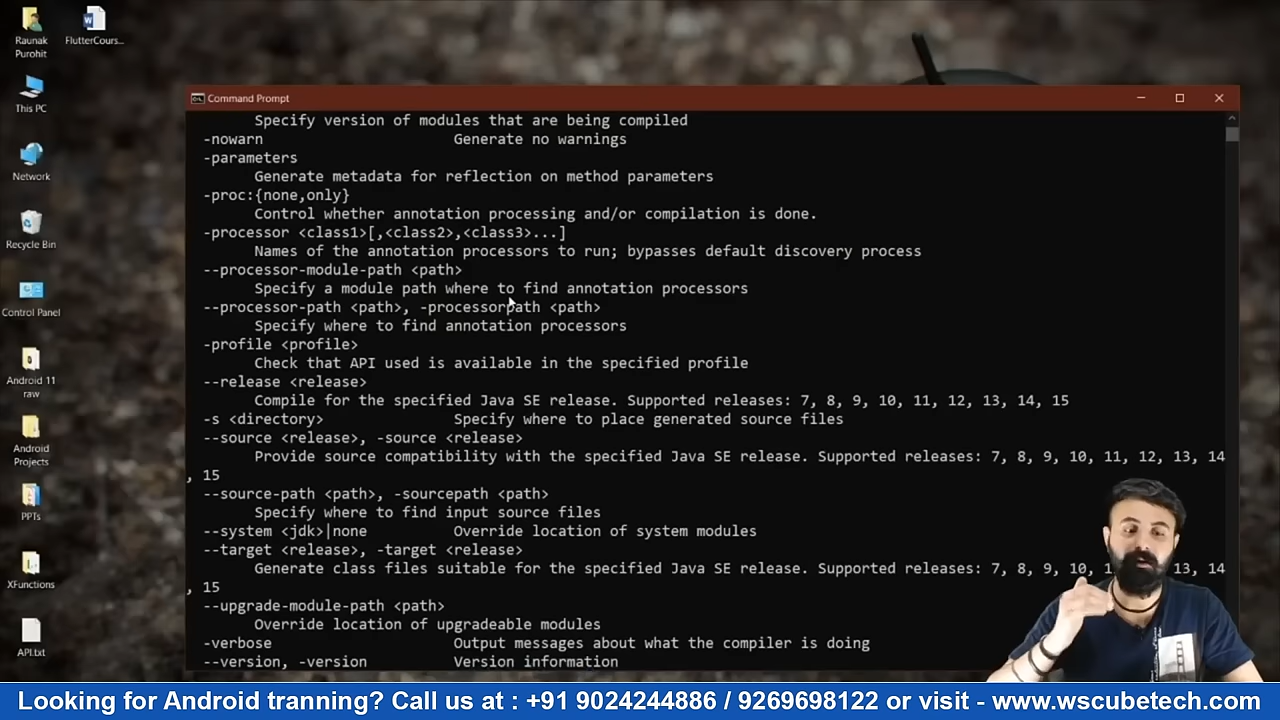 Raunak
Purohit
FlutterCours...
This PC
Network
Recycle Bin
Control Panel
Android 11
raw
Android
Projects
PPTs
XFunctions
API.txt
Command Prompt
Specify version of modules that are being compiled
-nowarn Generate no warnings
-parameters
Generate metadata for reflection on method parameters
-proc:{none,only}
Control whether annotation processing and/or compilation is done.
-processor <class1>[,<class2>,<class3>...]
Names of the annotation processors to run; bypasses default discovery process
--processor-module-path <path>
Specify a module path where to find annotation processors
--processor-path <path>, -processorpath <path>
Specify where to find annotation processors
-profile <profile>
Check that API used is available in the specified profile
--release <release>
Compile for the specified Java SE release. Supported releases: 7, 8, 9, 10, 11, 12, 13, 14, 15
-s <directory> Specify where to place generated source files
--source <release>, -source <release>
Provide source compatibility with the specified Java SE release. Supported releases: 7, 8, 9, 10, 11, 12, 13, 14
, 15
--source-path <path>, -sourcepath <path>
Specify where to find input source files
--system <jdk>|none Override location of system modules
--target <release>, -target <release>
Generate class files suitable for the specified Java SE release. Supported releases: 7, 8, 9, 10, 13, 14
, 15
--upgrade-module-path <path>
Override location of upgradeable modules
-verbose Output messages about what the compiler is doing
--version, -version Version information
Looking for Android tranning? Call us at : +91 9024244886 / 9269698122 or visit - www.wscubetech.com